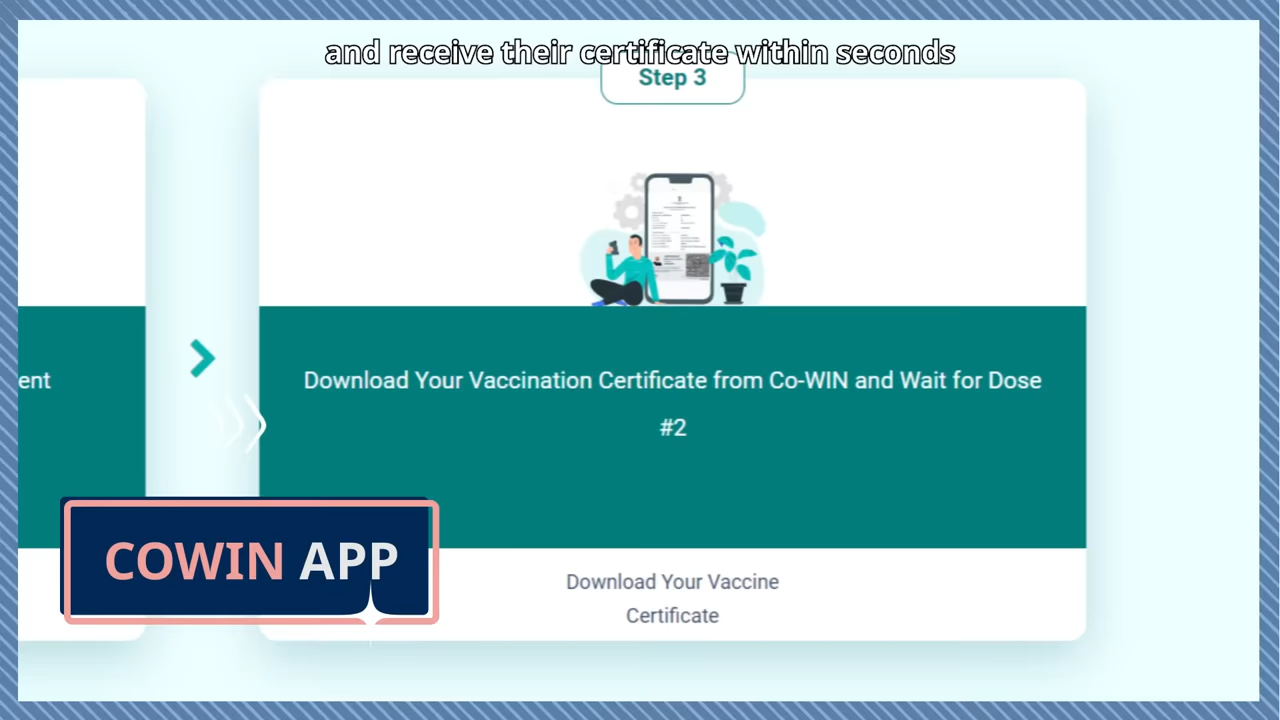 and receive their certificate within seconds
Step 3
ent
Download Your Vaccination Certificate from Co-WIN and Wait for Dose
#2
COWIN APP
Download Your Vaccine
Certificate